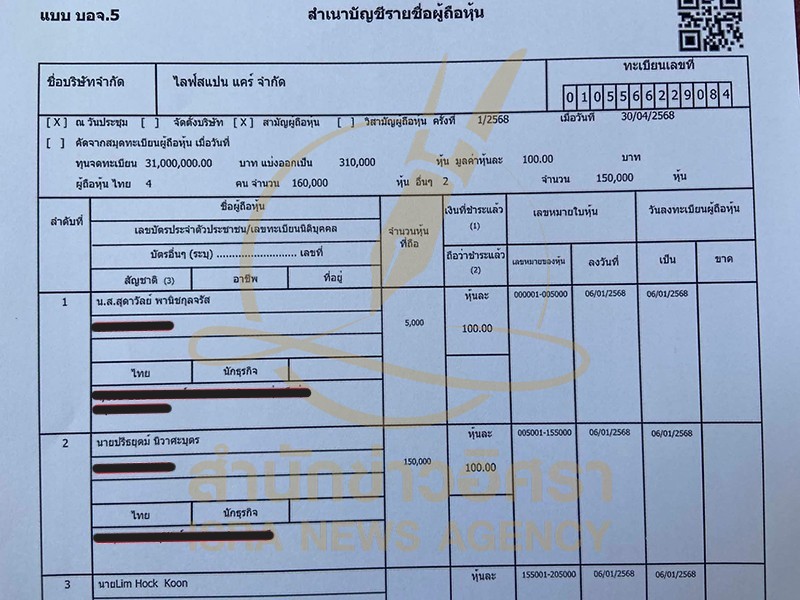 แบบ บอจ.5
สำเนาบัญชีรายชื่อผู้ถือหุ้น
ชื่อบริษัทจำกัด ไลฟ์สแปน แคร์ จำกัด ทะเบียนเลขที่
0105566229084
[ X ] ณ วันประชุม [ ] จัดตั้งบริษัท [ X ] สามัญผู้ถือหุ้น [ ] วิสามัญผู้ถือหุ้น ครั้งที่ 1/2568 เมื่อวันที่ 30/04/2568
[ ] คัดจากสมุดทะเบียนผู้ถือหุ้น เมื่อวันที่
ทุนจดทะเบียน 31,000,000.00 บาท แบ่งออกเป็น 310,000 หุ้น มูลค่าหุ้นละ 100.00 บาท
ผู้ถือหุ้น ไทย 4 คน จำนวน 160,000 หุ้น อื่นๆ 2 จำนวน 150,000 หุ้น
ลำดับที่ ชื่อผู้ถือหุ้น จำนวนหุ้นที่ถือ เงินที่ชำระแล้ว (1) เลขหมายใบหุ้น วันลงทะเบียนผู้ถือหุ้น
เลขบัตรประจำตัวประชาชน/เลขทะเบียนนิติบุคคล
บัตรอื่นๆ (ระบุ) .......................... เลขที่ ถือว่าชำระแล้ว (2) เลขหมายของหุ้น ลงวันที่ เป็น ขาด
สัญชาติ (3) อาชีพ ที่อยู่
1 น.ส.สุดาวัลย์ พานิชกุลจรัส 5,000 หุ้นละ 000001-005000 06/01/2568 06/01/2568
100.00
ไทย นักธุรกิจ
2 นายปริธยุตม์ นิวาศะบุตร 150,000 หุ้นละ 005001-155000 06/01/2568 06/01/2568
100.00
ไทย นักธุรกิจ
3 นายLim Hock Koon หุ้นละ 155001-205000 06/01/2568 06/01/2568
สำนักข่าวอิศรา
ISRA NEWS AGENCY